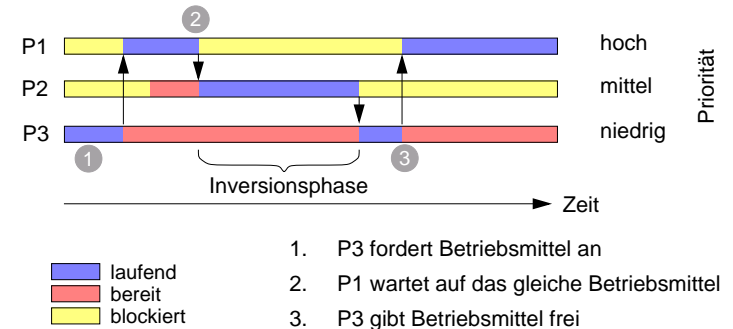 2
P1
hoch
P2
mittel
P3
niedrig
Priorität
1
3
Inversionsphase
Zeit
laufend
bereit
blockiert
1. P3 fordert Betriebsmittel an
2. P1 wartet auf das gleiche Betriebsmittel
3. P3 gibt Betriebsmittel frei